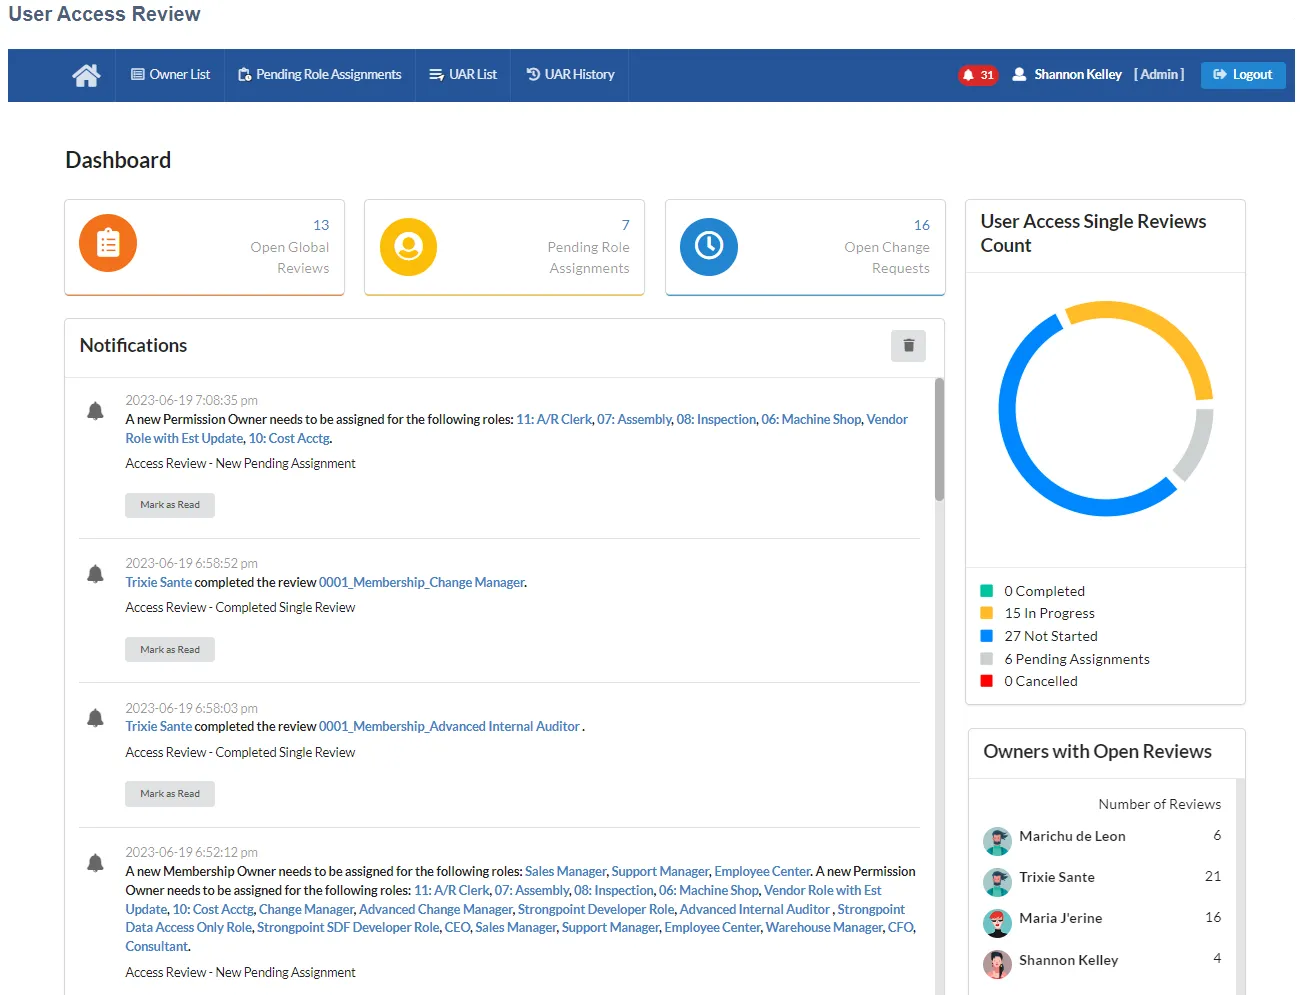 User Access Review
Owner List
Pending Role Assignments
UAR List
UAR History
31
Shannon Kelley
[ Admin ]
Logout
Dashboard
13
Open Global
Reviews
7
Pending Role
Assignments
16
Open Change
Requests
Notifications
2023-06-19 7:08:35 pm
A new Permission Owner needs to be assigned for the following roles: 11: A/R Clerk, 07: Assembly, 08: Inspection, 06: Machine Shop, Vendor
Role with Est Update, 10: Cost Acctg.
Access Review - New Pending Assignment
Mark as Read
2023-06-19 6:58:52 pm
Trixie Sante completed the review 0001_Membership_Change Manager.
Access Review - Completed Single Review
Mark as Read
2023-06-19 6:58:03 pm
Trixie Sante completed the review 0001_Membership_Advanced Internal Auditor .
Access Review - Completed Single Review
Mark as Read
2023-06-19 6:52:12 pm
A new Membership Owner needs to be assigned for the following roles: Sales Manager, Support Manager, Employee Center. A new Permission
Owner needs to be assigned for the following roles: 11: A/R Clerk, 07: Assembly, 08: Inspection, 06: Machine Shop, Vendor Role with Est
Update, 10: Cost Acctg, Change Manager, Advanced Change Manager, Strongpoint Developer Role, Advanced Internal Auditor , Strongpoint
Data Access Only Role, Strongpoint SDF Developer Role, CEO, Sales Manager, Support Manager, Employee Center, Warehouse Manager, CFO,
Consultant.
Access Review - New Pending Assignment
User Access Single Reviews
Count
0 Completed
15 In Progress
27 Not Started
6 Pending Assignments
0 Cancelled
Owners with Open Reviews
Number of Reviews
Marichu de Leon 6
Trixie Sante 21
Maria J'erine 16
Shannon Kelley 4